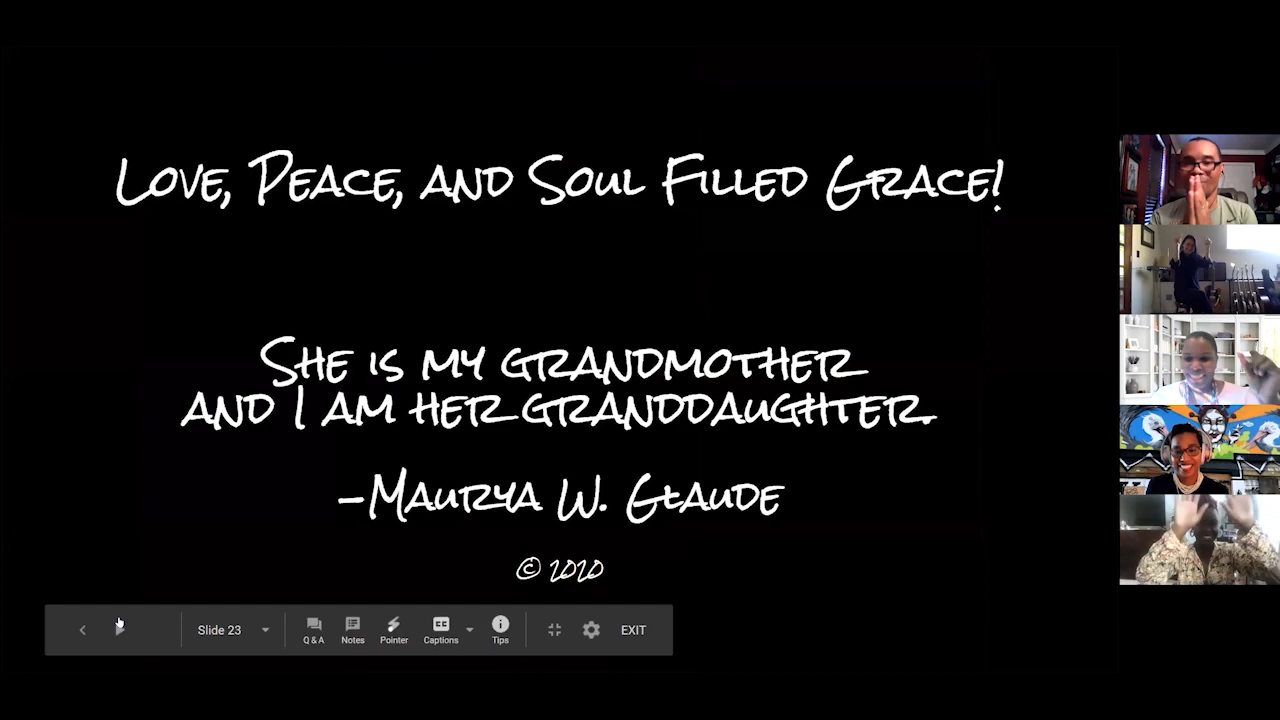 Love, Peace, and Soul Filled Grace!
She is my grandmother
and I am her granddaughter.
-Maurya W. Glaude
© 2020
Slide 23
Q & A
Notes
Pointer
Captions
Tips
EXIT